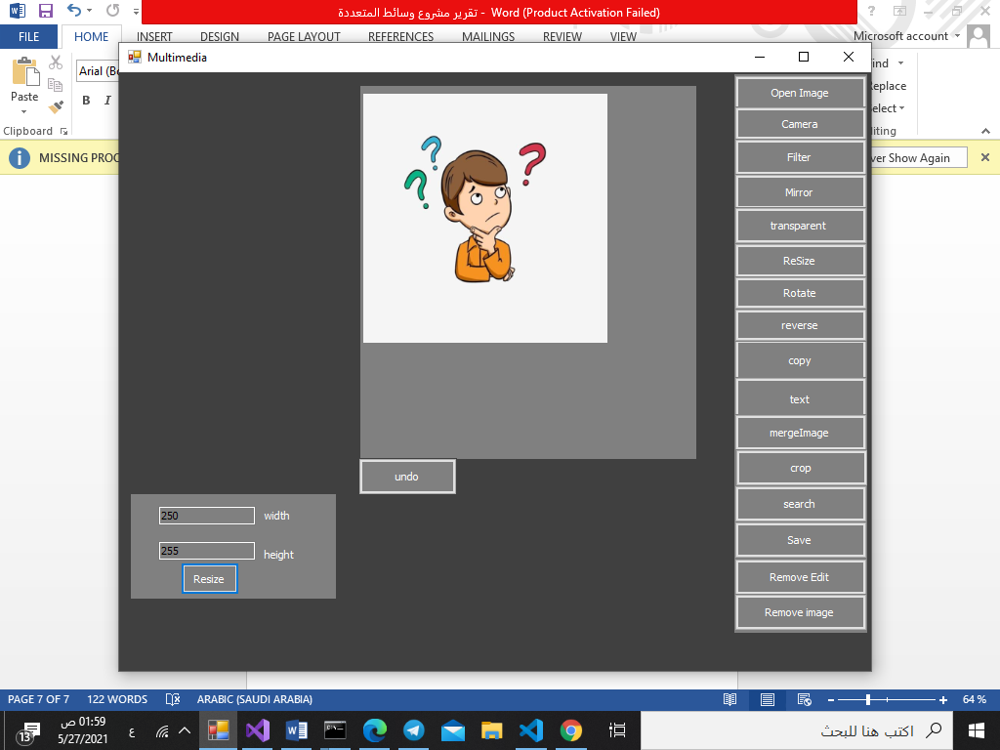 تقرير مشروع وسائط المتعددة - Word (Product Activation Failed)
FILE HOME INSERT DESIGN PAGE LAYOUT REFERENCES MAILINGS REVIEW VIEW Microsoft account
Multimedia
Paste
Arial (Bo
B I
Clipboard
ind
eplace
elect
iting
MISSING PROO
ver Show Again
Open Image
Camera
Filter
Mirror
transparent
ReSize
Rotate
reverse
copy
text
mergeImage
crop
search
Save
Remove Edit
Remove image
undo
250 width
255 height
Resize
PAGE 7 OF 7 122 WORDS ARABIC (SAUDI ARABIA) 64 %
13
01:59 ص
5/27/2021
ع
اكتب هنا للبحث